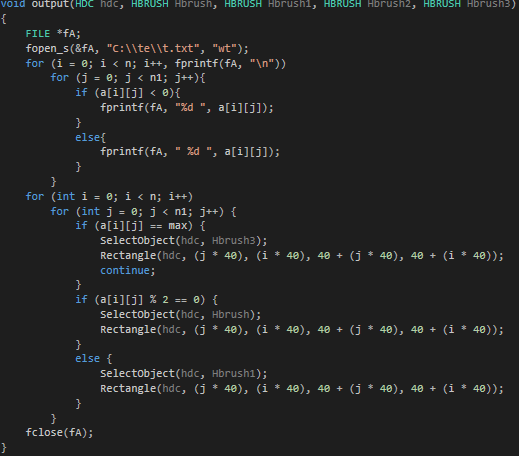 void output(HDC hdc, HBRUSH Hbrush, HBRUSH Hbrush1, HBRUSH Hbrush2, HBRUSH Hbrush3)
{
    FILE *fA;
    fopen_s(&fA, "C:\\te\\t.txt", "wt");
    for (i = 0; i < n; i++, fprintf(fA, "\n"))
        for (j = 0; j < n1; j++){
            if (a[i][j] < 0){
                fprintf(fA, "%d ", a[i][j]);
            }
            else{
                fprintf(fA, " %d ", a[i][j]);
            }
        }
    for (int i = 0; i < n; i++)
        for (int j = 0; j < n1; j++) {
            if (a[i][j] == max) {
                SelectObject(hdc, Hbrush3);
                Rectangle(hdc, (j * 40), (i * 40), 40 + (j * 40), 40 + (i * 40));
                continue;
            }
            if (a[i][j] % 2 == 0) {
                SelectObject(hdc, Hbrush);
                Rectangle(hdc, (j * 40), (i * 40), 40 + (j * 40), 40 + (i * 40));
            }
            else {
                SelectObject(hdc, Hbrush1);
                Rectangle(hdc, (j * 40), (i * 40), 40 + (j * 40), 40 + (i * 40));
            }
        }
    fclose(fA);
}